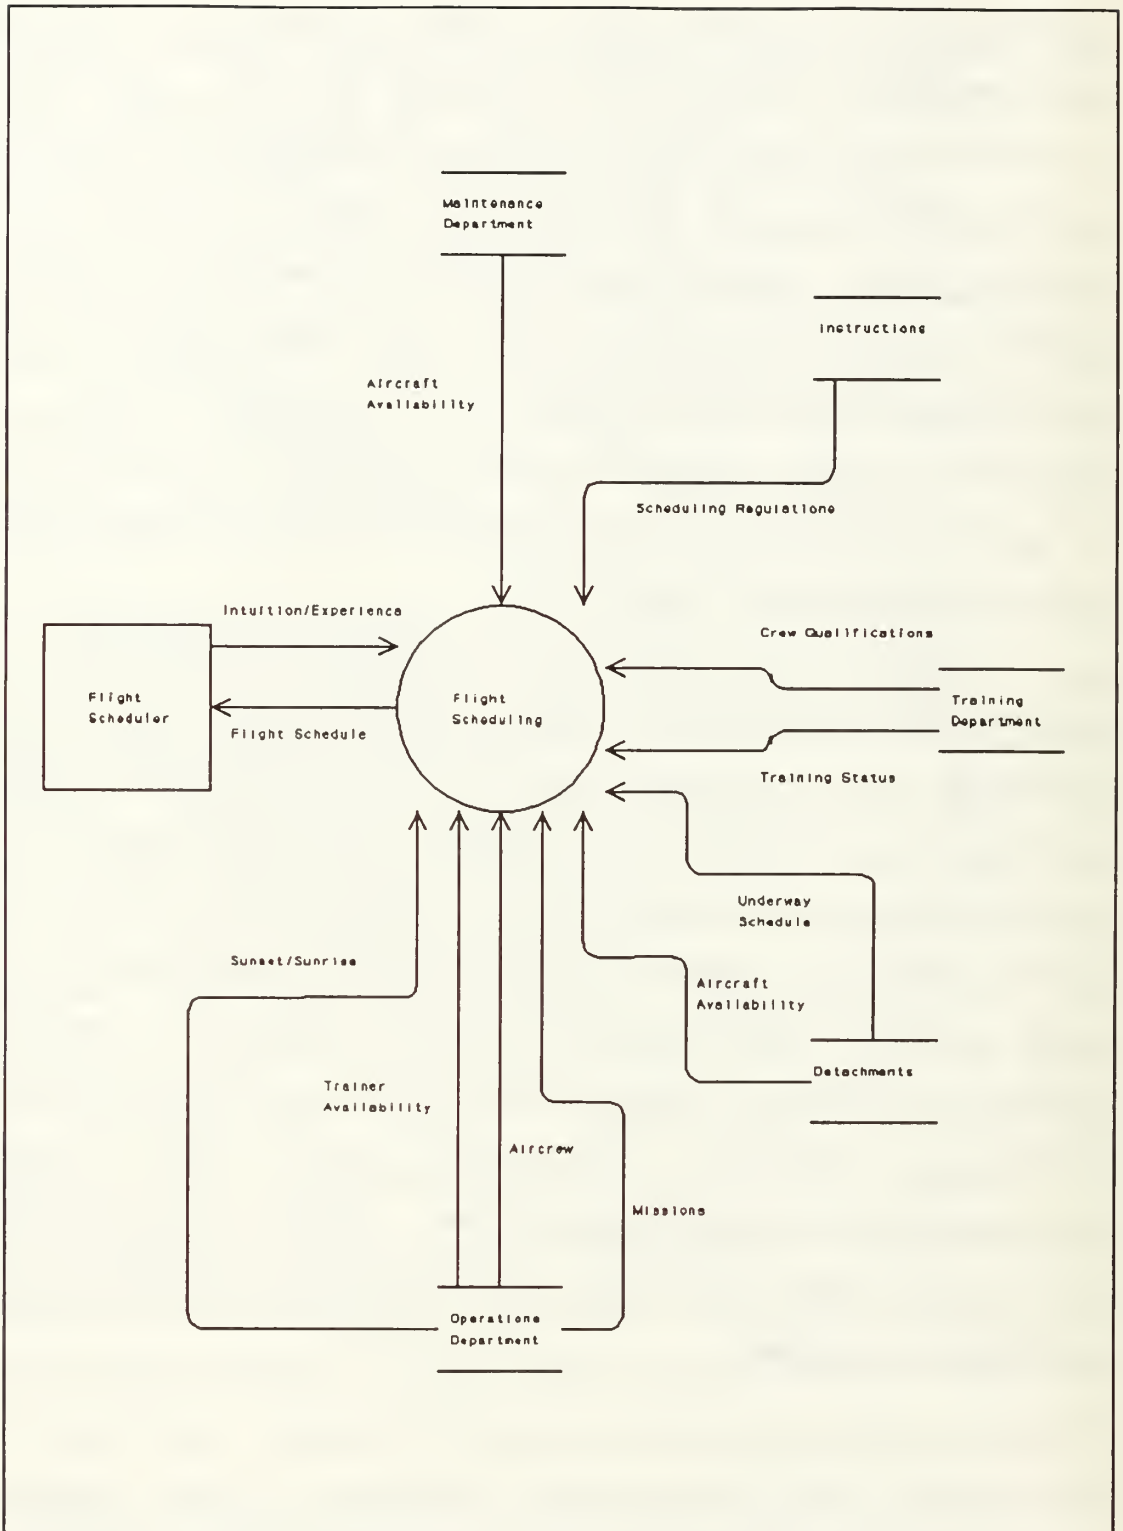 Maintenance
Department
Instructions
Aircraft
Availability
Scheduling Regulations
Intuition/Experience
Crew Qualifications
Flight
Scheduler
Flight
Scheduling
Training
Department
Flight Schedule
Training Status
Underway
Schedule
Sunset/Sunrise
Aircraft
Availability
Detachments
Trainer
Availability
Aircrew
Missions
Operations
Department